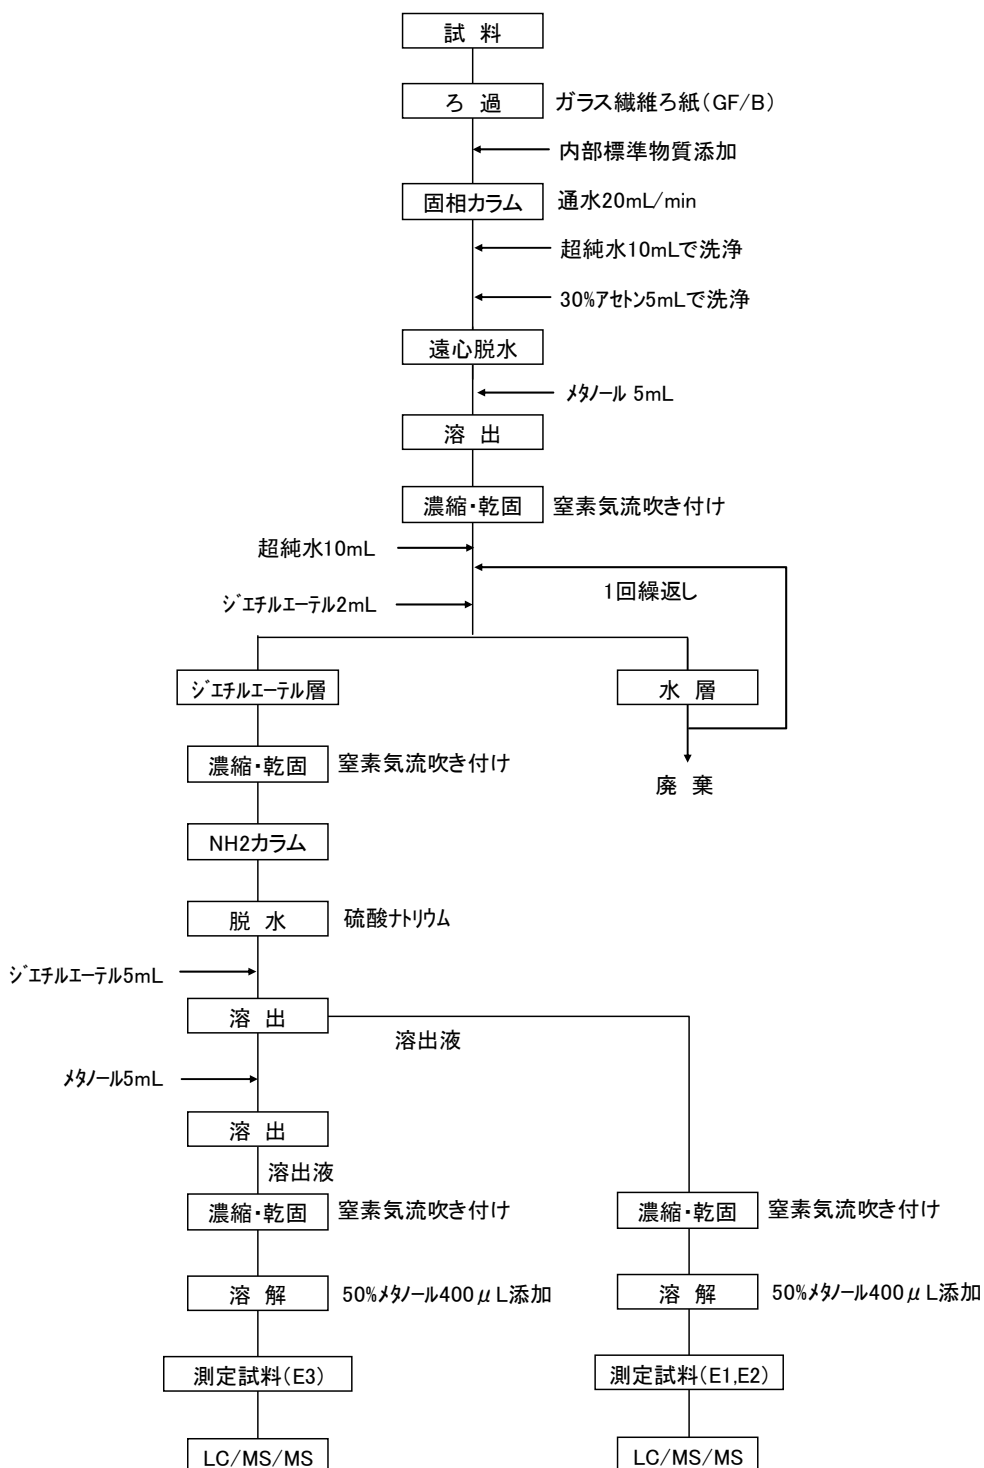 試 料
ろ 過
ガラス繊維ろ紙(GF/B)
内部標準物質添加
固相カラム
通水20mL/min
超純水10mLで洗浄
30%アセトン5mLで洗浄
遠心脱水
メタノール 5mL
溶 出
濃縮・乾固
窒素気流吹き付け
超純水10mL
1回繰返し
ジエチルエーテル2mL
ジエチルエーテル層
水 層
濃縮・乾固
窒素気流吹き付け
廃 棄
NH2カラム
脱 水
硫酸ナトリウム
ジエチルエーテル5mL
溶 出
溶出液
メタノール5mL
溶 出
溶出液
濃縮・乾固
窒素気流吹き付け
濃縮・乾固
窒素気流吹き付け
溶 解
50%メタノール400μL添加
溶 解
50%メタノール400μL添加
測定試料(E3)
測定試料(E1,E2)
LC/MS/MS
LC/MS/MS